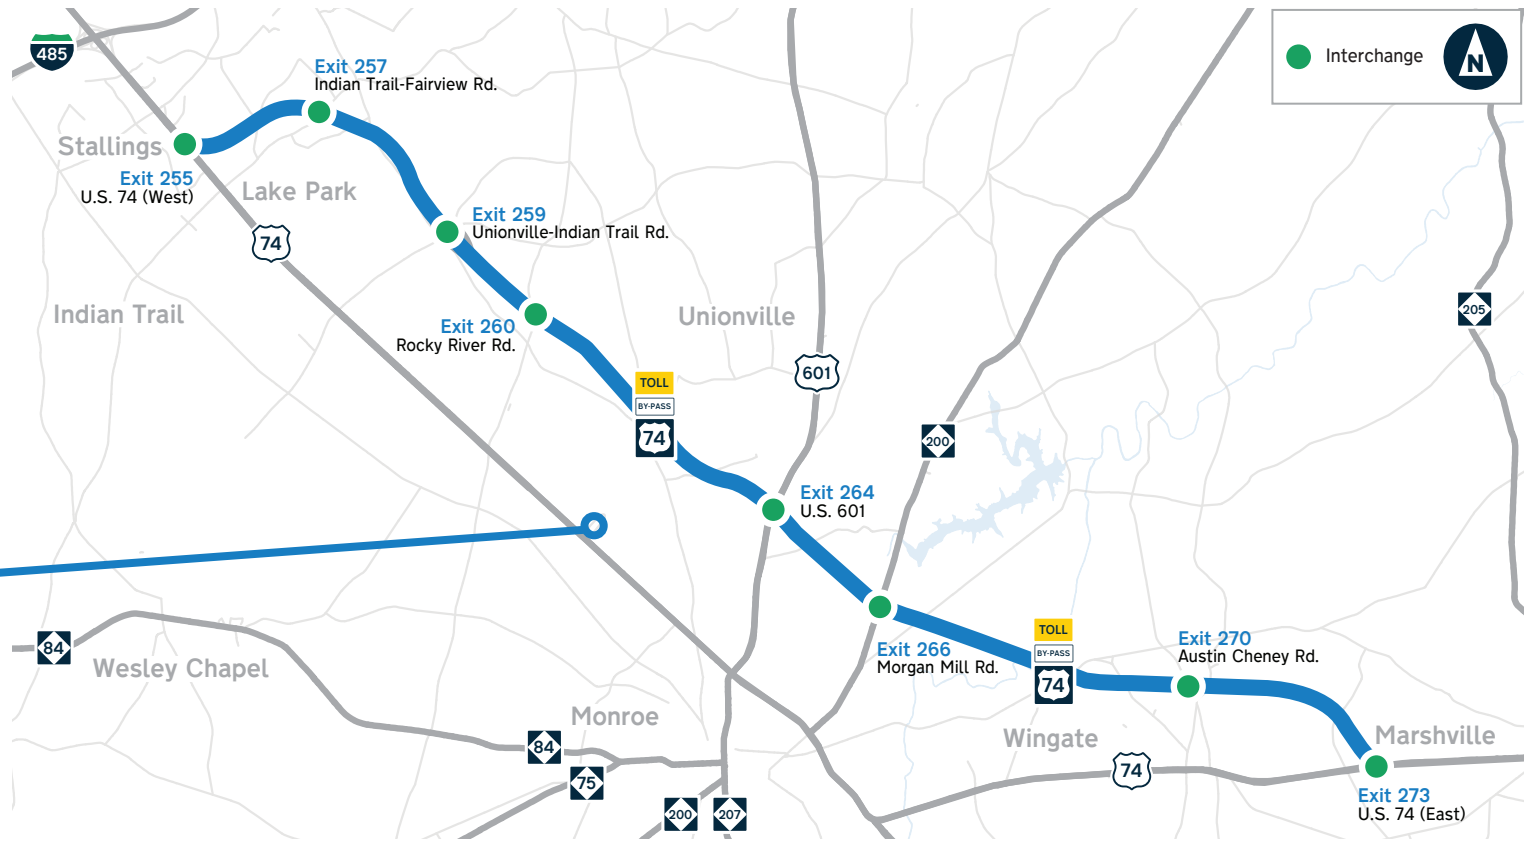 485
Interchange
N
Exit 257
Indian Trail-Fairview Rd.
Stallings
Exit 255
U.S. 74 (West)
Lake Park
74
Exit 259
Unionville-Indian Trail Rd.
Indian Trail
Exit 260
Rocky River Rd.
Unionville
205
TOLL
BY-PASS
74
601
200
Exit 264
U.S. 601
84
Wesley Chapel
Exit 266
Morgan Mill Rd.
TOLL
BY-PASS
74
Exit 270
Austin Cheney Rd.
Monroe
84
75
200
207
Wingate
74
Marshville
Exit 273
U.S. 74 (East)